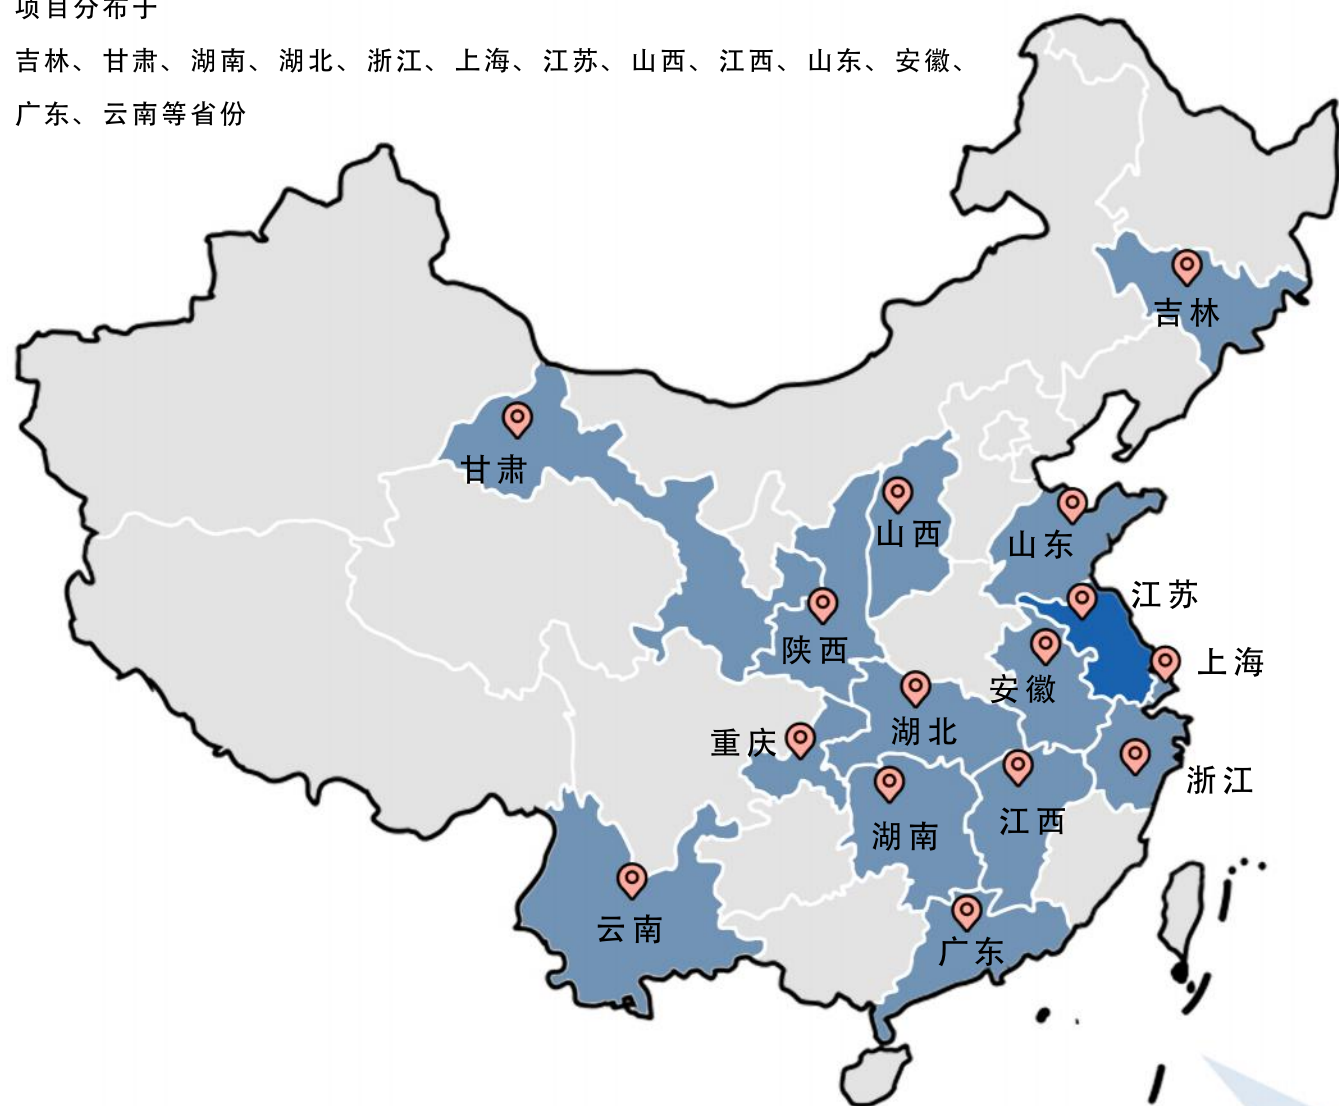 项目分布于
吉林、甘肃、湖南、湖北、浙江、上海、江苏、山西、江西、山东、安徽、
广东、云南等省份
吉林
甘肃
山西
山东
江苏
陕西
上海
安徽
湖北
重庆
浙江
江西
湖南
云南
广东